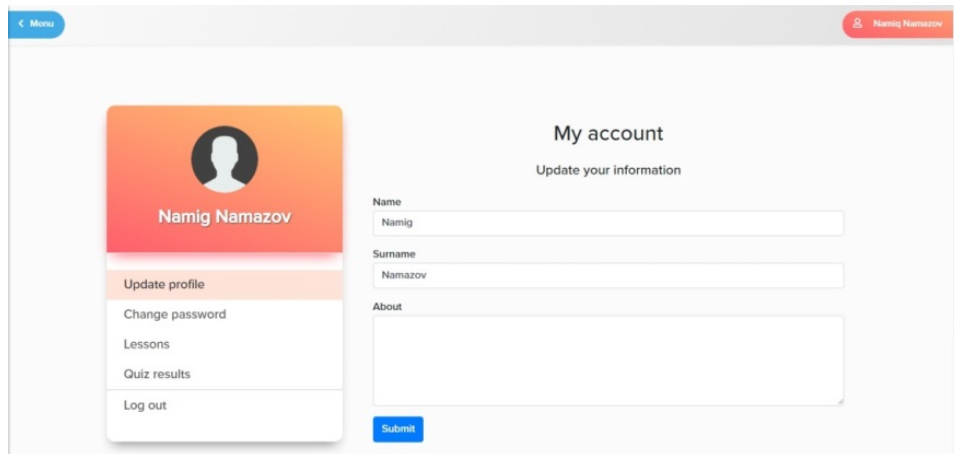 Menu
Namiq Namazov
Namig Namazov
Update profile
Change password
Lessons
Quiz results
Log out
My account
Update your information
Name
Namig
Surname
Namazov
About
Submit